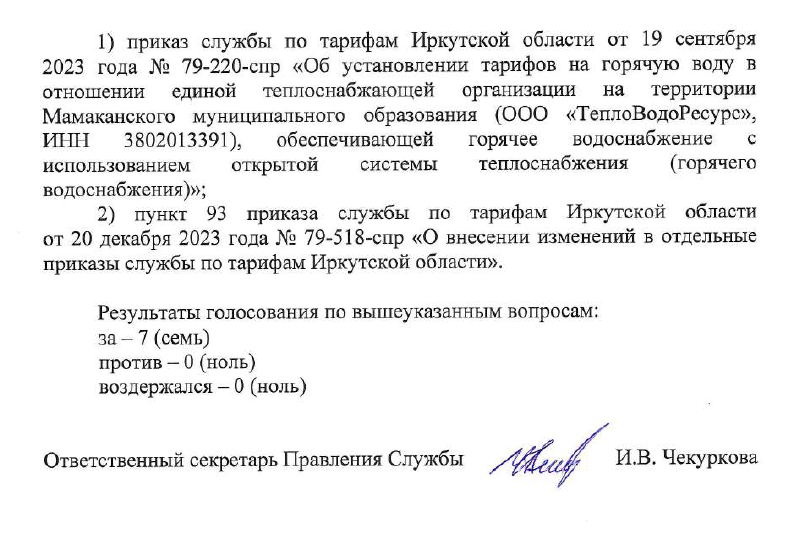 1) приказ службы по тарифам Иркутской области от 19 сентября
2023 года № 79-220-спр «Об установлении тарифов на горячую воду в
отношении единой теплоснабжающей организации на территории
Мамаканского муниципального образования (ООО «ТеплоВодоРесурс»,
ИНН 3802013391), обеспечивающей горячее водоснабжение с
использованием открытой системы теплоснабжения (горячего
водоснабжения)»;
2) пункт 93 приказа службы по тарифам Иркутской области
от 20 декабря 2023 года № 79-518-спр «О внесении изменений в отдельные
приказы службы по тарифам Иркутской области».
Результаты голосования по вышеуказанным вопросам:
за – 7 (семь)
против – 0 (ноль)
воздержался – 0 (ноль)
Ответственный секретарь Правления Службы И.В. Чекуркова